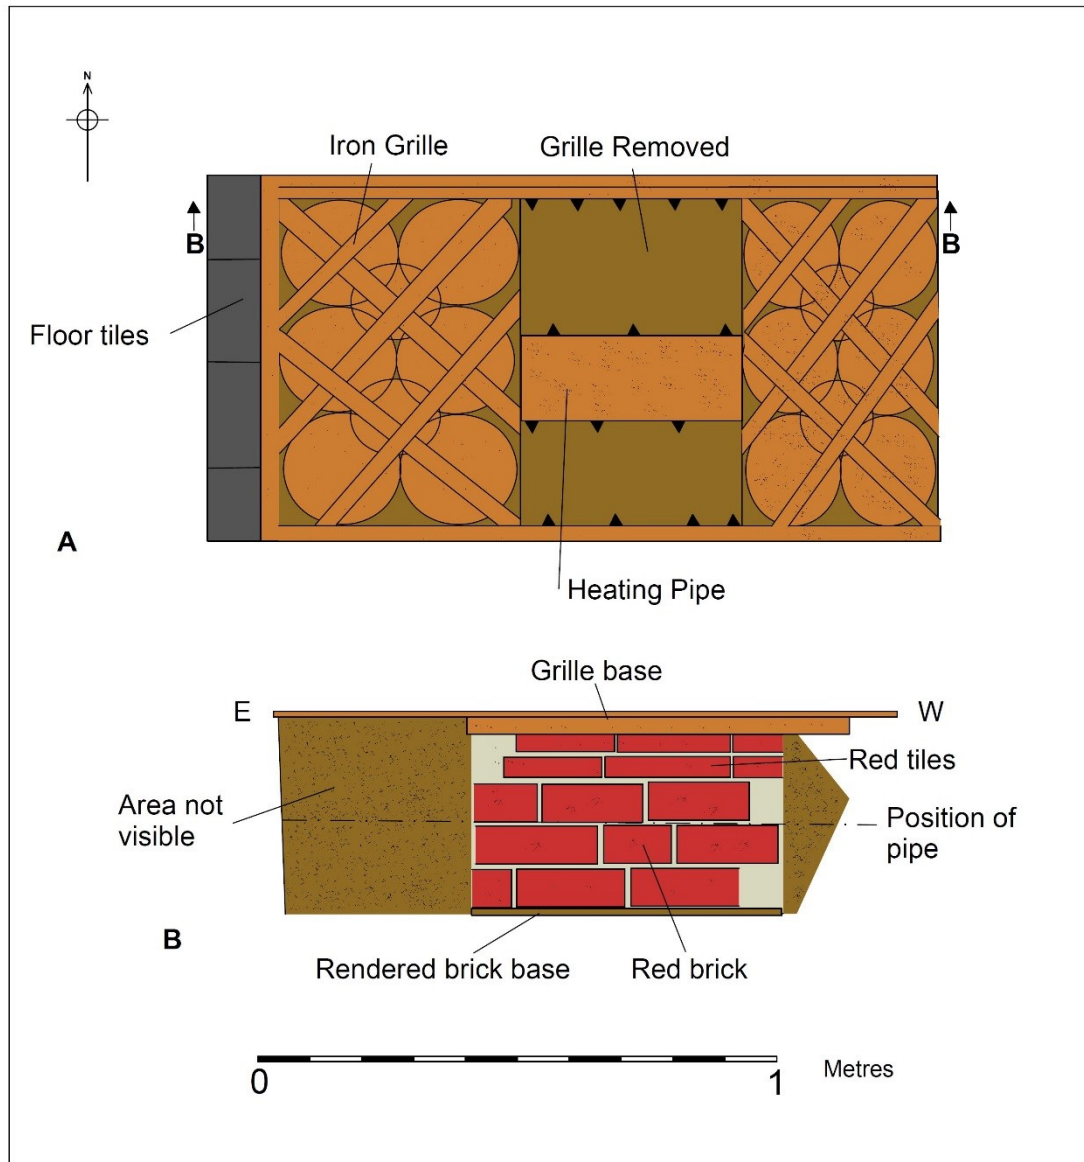 N
Iron Grille
Grille Removed
B
B
Floor tiles
A
Heating Pipe
Grille base
E
W
Red tiles
Area not
visible
Position of
pipe
B
Rendered brick base
Red brick
0
1
Metres